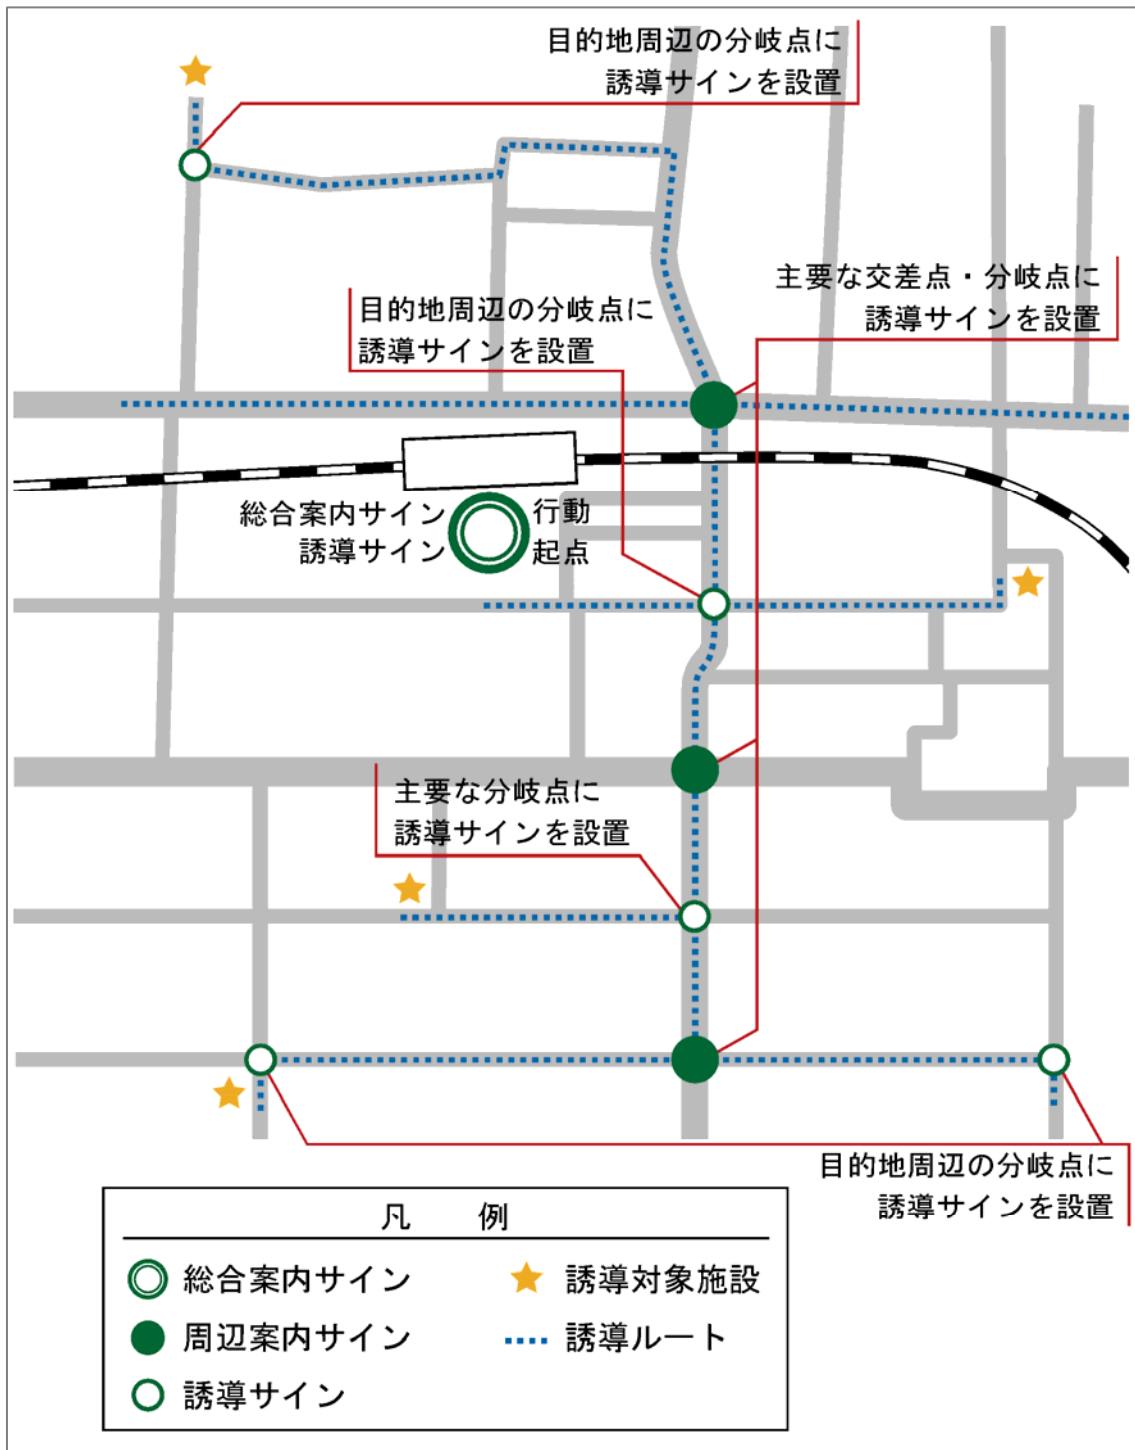 目的地周辺の分岐点に
誘導サインを設置
主要な交差点・分岐点に
誘導サインを設置
目的地周辺の分岐点に
誘導サインを設置
総合案内サイン
誘導サイン
行動
起点
主要な分岐点に
誘導サインを設置
目的地周辺の分岐点に
誘導サインを設置
凡 例
総合案内サイン
誘導対象施設
周辺案内サイン
誘導ルート
誘導サイン